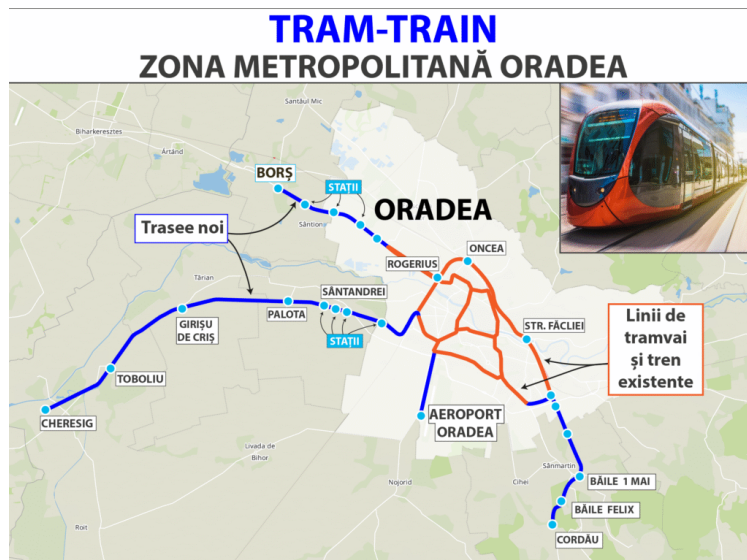 TRAM-TRAIN
ZONA METROPOLITANĂ ORADEA
Santăul Mic
Biharkeresztes
Ártánd
BORȘ
STAȚII
ORADEA
Trasee noi
Sântion
ONCEA
ROGERIUS
Tărian
SÂNTANDREI
PALOTA
GIRIȘU
DE CRIȘ
STAȚII
STR. FĂCLIEI
Linii de
tramvai
și tren
existente
TOBOLIU
CHERESIG
AEROPORT
ORADEA
Livada de
Bihor
Nojorid
Sânmartin
Cihei
BĂILE 1 MAI
BĂILE FELIX
CORDĂU
Roit